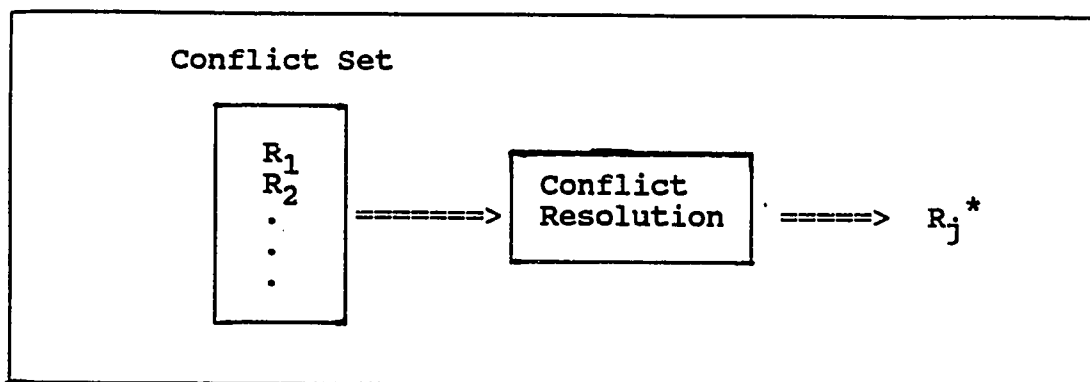 Conflict Set
R1
R2
.
.
.
=======>
Conflict
Resolution
=====>
Rj*